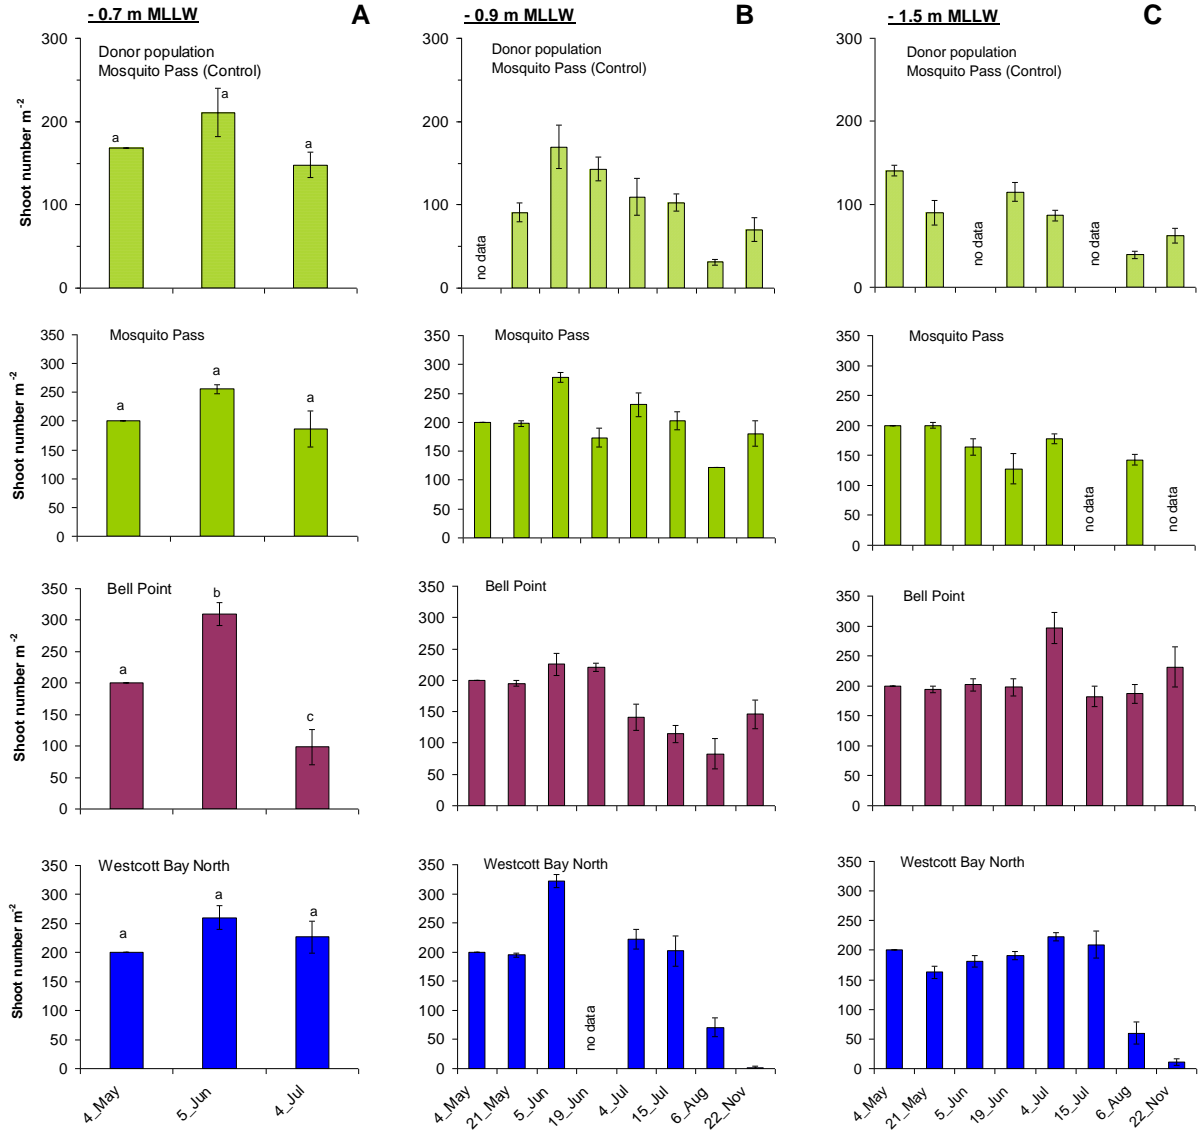 - 0.7 m MLLW
A
Donor population
Mosquito Pass (Control)
Shoot number m⁻²
300
200
100
0
a
a
a
Mosquito Pass
Shoot number m⁻²
350
300
250
200
150
100
50
0
a
a
a
Bell Point
Shoot number m⁻²
350
300
250
200
150
100
50
0
a
b
c
Westcott Bay North
Shoot number m⁻²
350
300
250
200
150
100
50
0
a
a
a
4_May
5_Jun
4_Jul
- 0.9 m MLLW
B
Donor population
Mosquito Pass (Control)
300
200
100
0
no data
Mosquito Pass
350
300
250
200
150
100
50
0
Bell Point
350
300
250
200
150
100
50
0
Westcott Bay North
350
300
250
200
150
100
50
0
no data
4_May
21_May
5_Jun
19_Jun
4_Jul
15_Jul
6_Aug
22_Nov
- 1.5 m MLLW
C
Donor population
Mosquito Pass (Control)
300
200
100
0
no data
no data
Mosquito Pass
350
300
250
200
150
100
50
0
no data
no data
Bell Point
350
300
250
200
150
100
50
0
Westcott Bay North
350
300
250
200
150
100
50
0
4_May
21_May
5_Jun
19_Jun
4_Jul
15_Jul
6_Aug
22_Nov